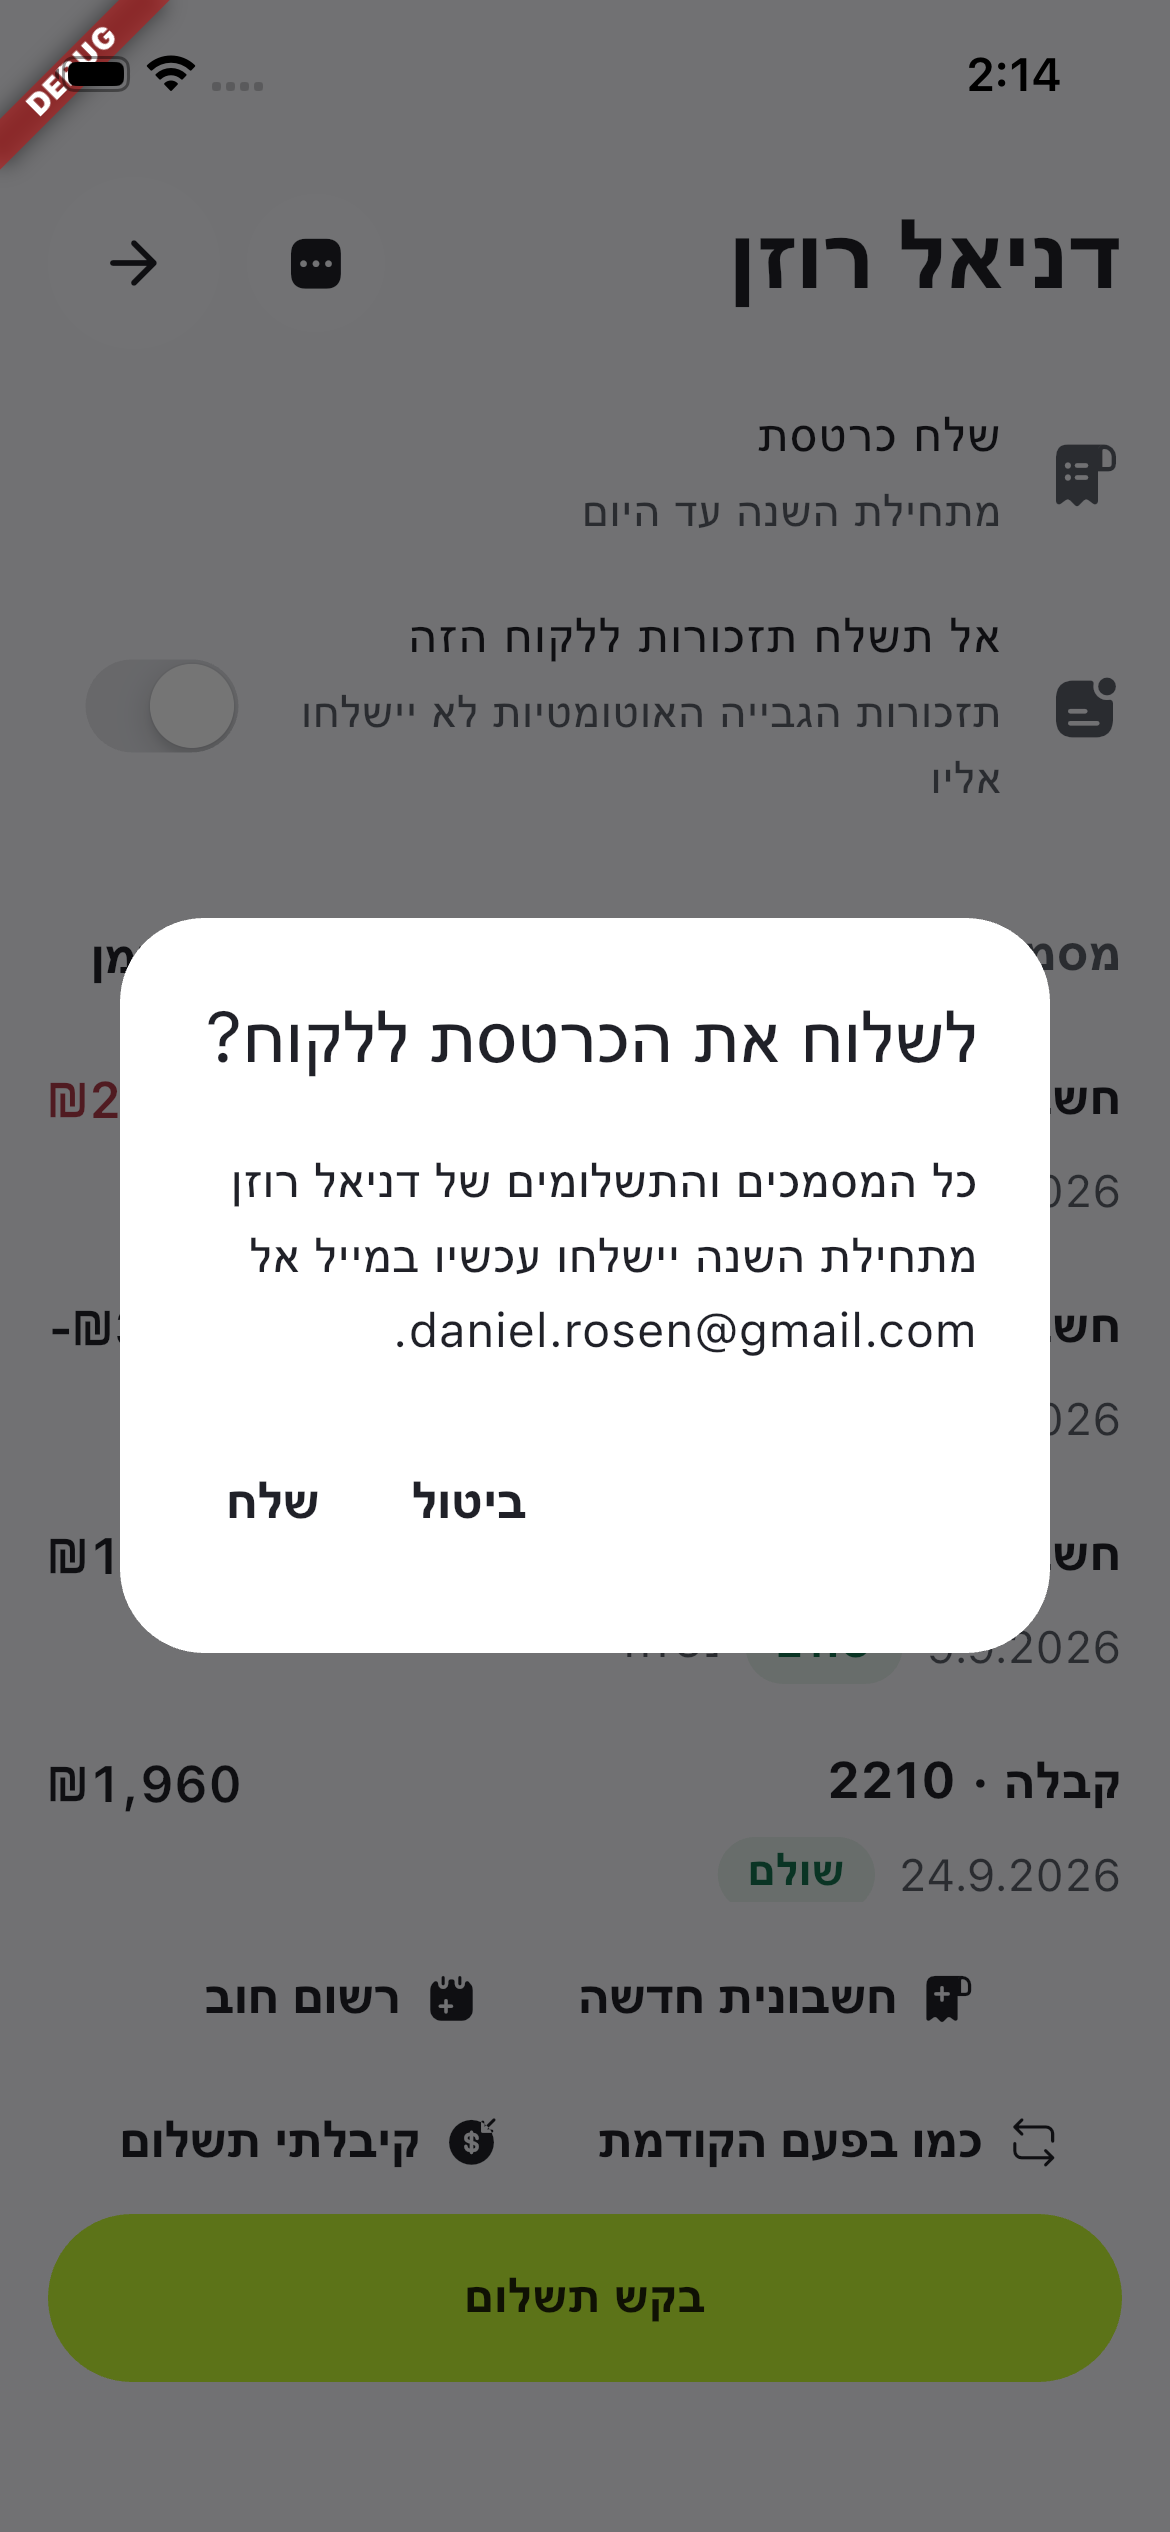 DEBUG
2:14
דניאל רוזן
שלח כרטסת
מתחילת השנה עד היום
אל תשלח תזכורות ללקוח הזה
תזכורות הגבייה האוטומטיות לא יישלחו
אליו
לשלוח את הכרטסת ללקוח?
כל המסמכים והתשלומים של דניאל רוזן
מתחילת השנה יישלחו עכשיו במייל אל
daniel.rosen@gmail.com.
ביטול
שלח
קבלה · 2210
₪1,960
24.9.2026
שולם
חשבונית חדשה
רשום חוב
כמו בפעם הקודמת
קיבלתי תשלום
בקש תשלום